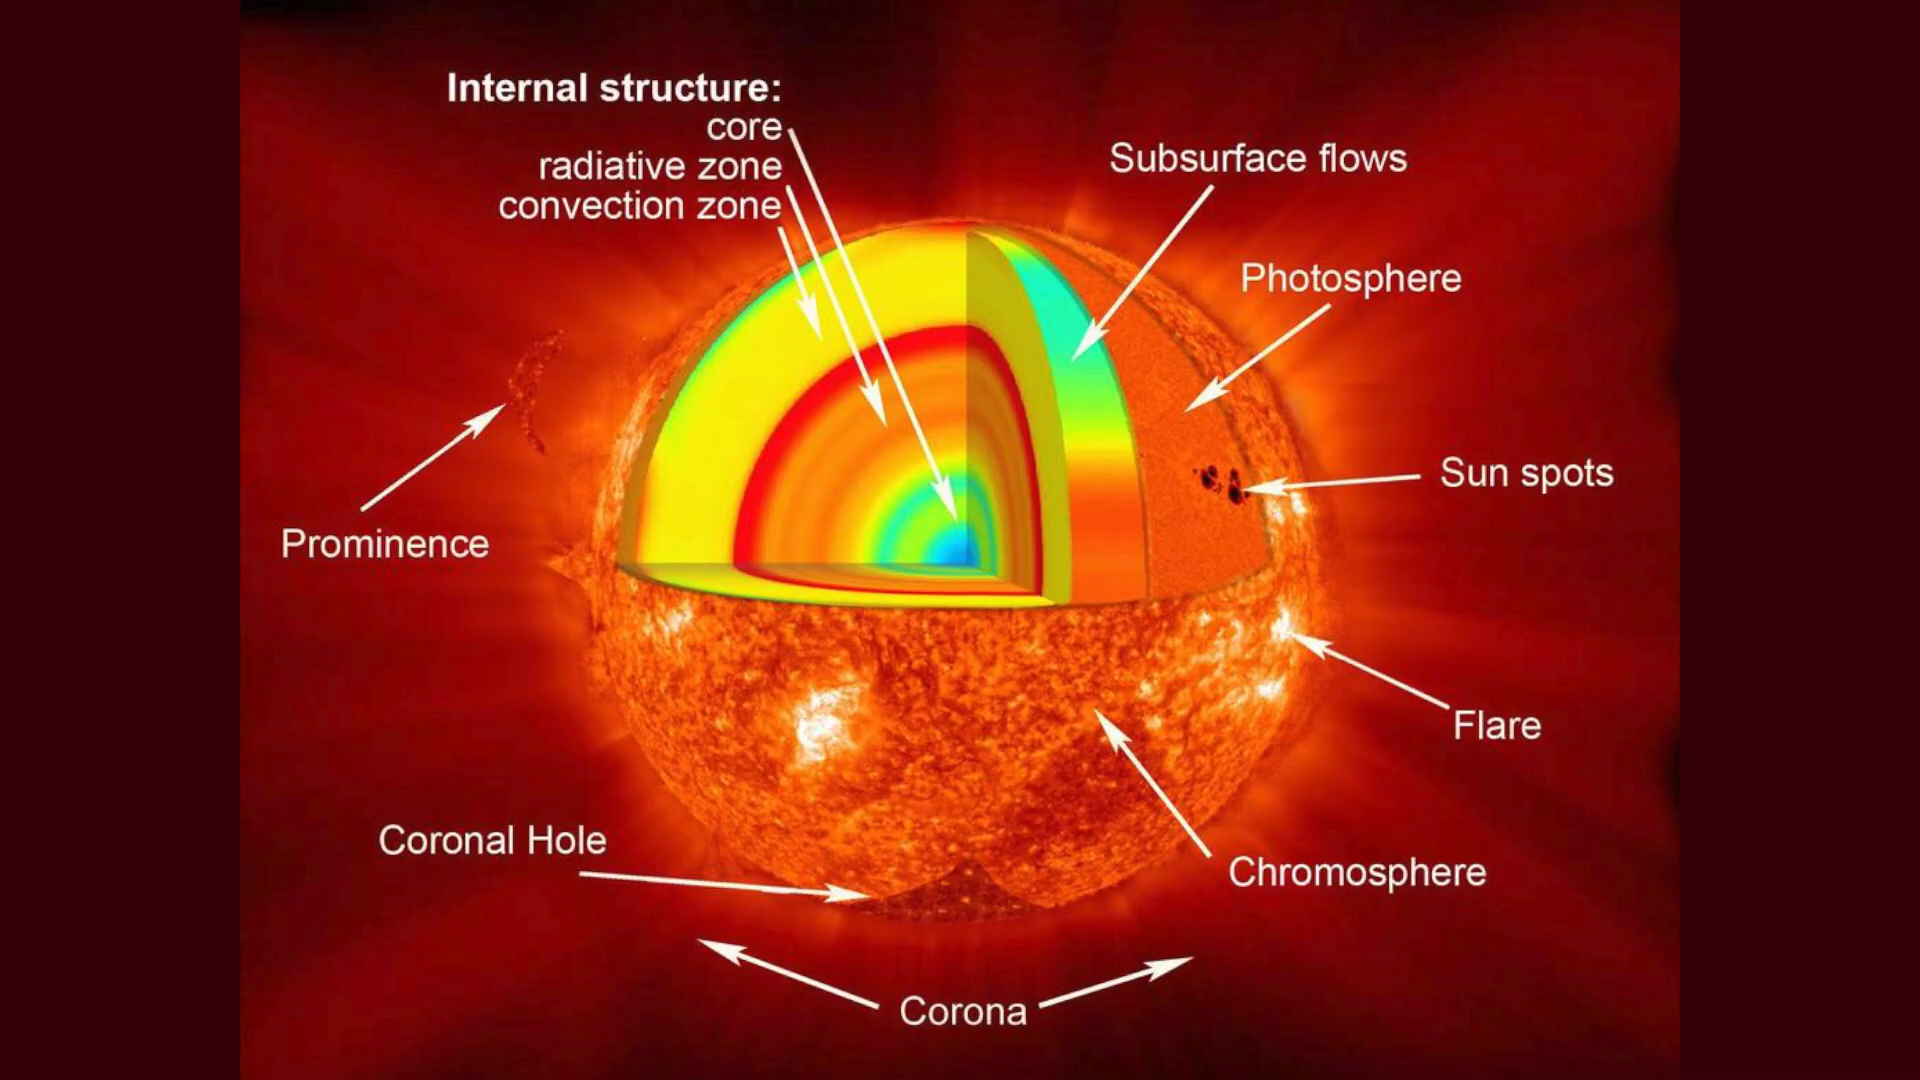 Internal structure:
core
radiative zone
convection zone
Subsurface flows
Photosphere
Sun spots
Prominence
Flare
Coronal Hole
Chromosphere
Corona